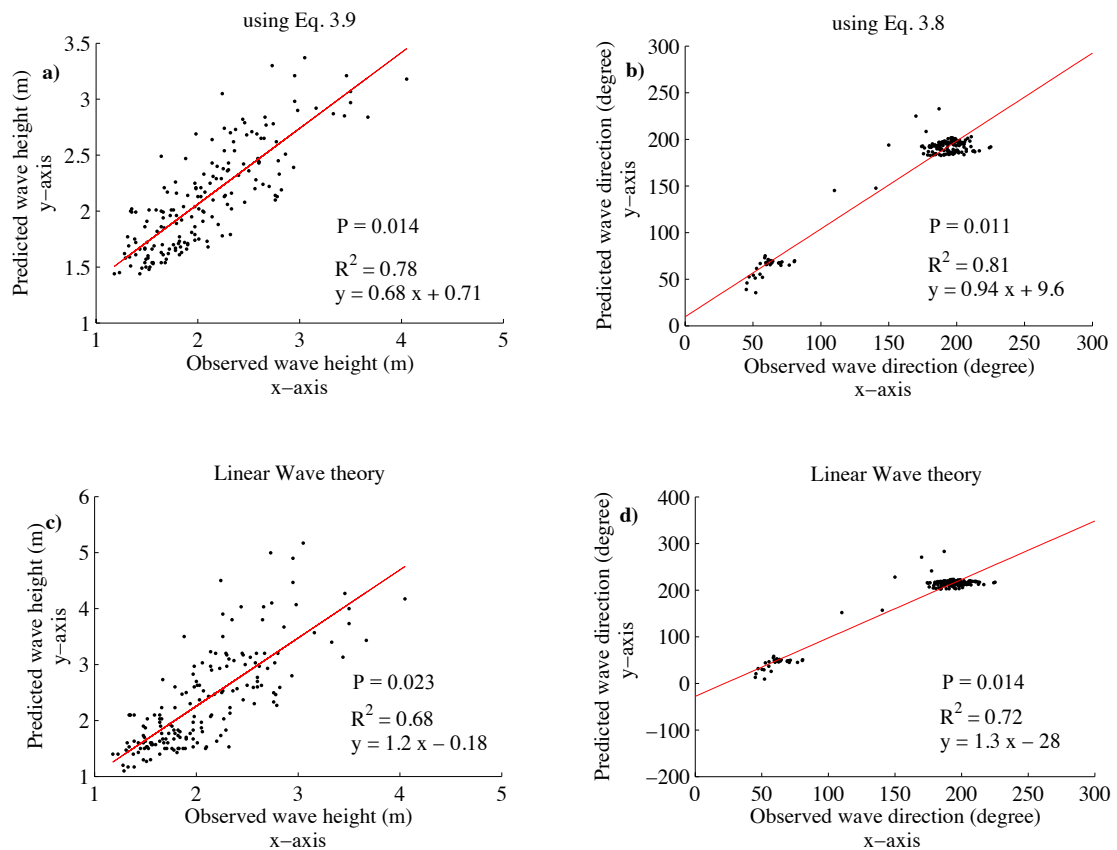 using Eq. 3.9
a)
Predicted wave height (m)
y−axis
3.5
3
2.5
2
1.5
1
P = 0.014
R² = 0.78
y = 0.68 x + 0.71
1 2 3 4 5
Observed wave height (m)
x−axis
using Eq. 3.8
b)
Predicted wave direction (degree)
y−axis
300
250
200
150
100
50
0
P = 0.011
R² = 0.81
y = 0.94 x + 9.6
0 50 100 150 200 250 300
Observed wave direction (degree)
x−axis
Linear Wave theory
c)
Predicted wave height (m)
y−axis
6
5
4
3
2
1
P = 0.023
R² = 0.68
y = 1.2 x − 0.18
1 2 3 4 5
Observed wave height (m)
x−axis
Linear Wave theory
d)
Predicted wave direction (degree)
y−axis
400
300
200
100
0
−100
−200
P = 0.014
R² = 0.72
y = 1.3 x − 28
0 50 100 150 200 250 300
Observed wave direction (degree)
x−axis